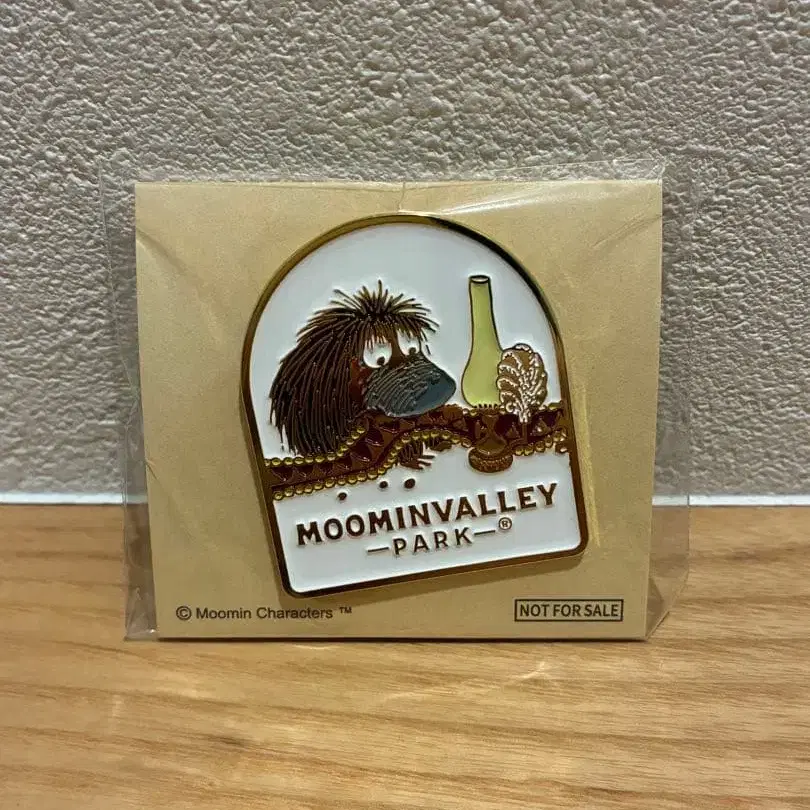 MOOMINVALLEY
—PARK—®
© Moomin Characters ™
NOT FOR SALE